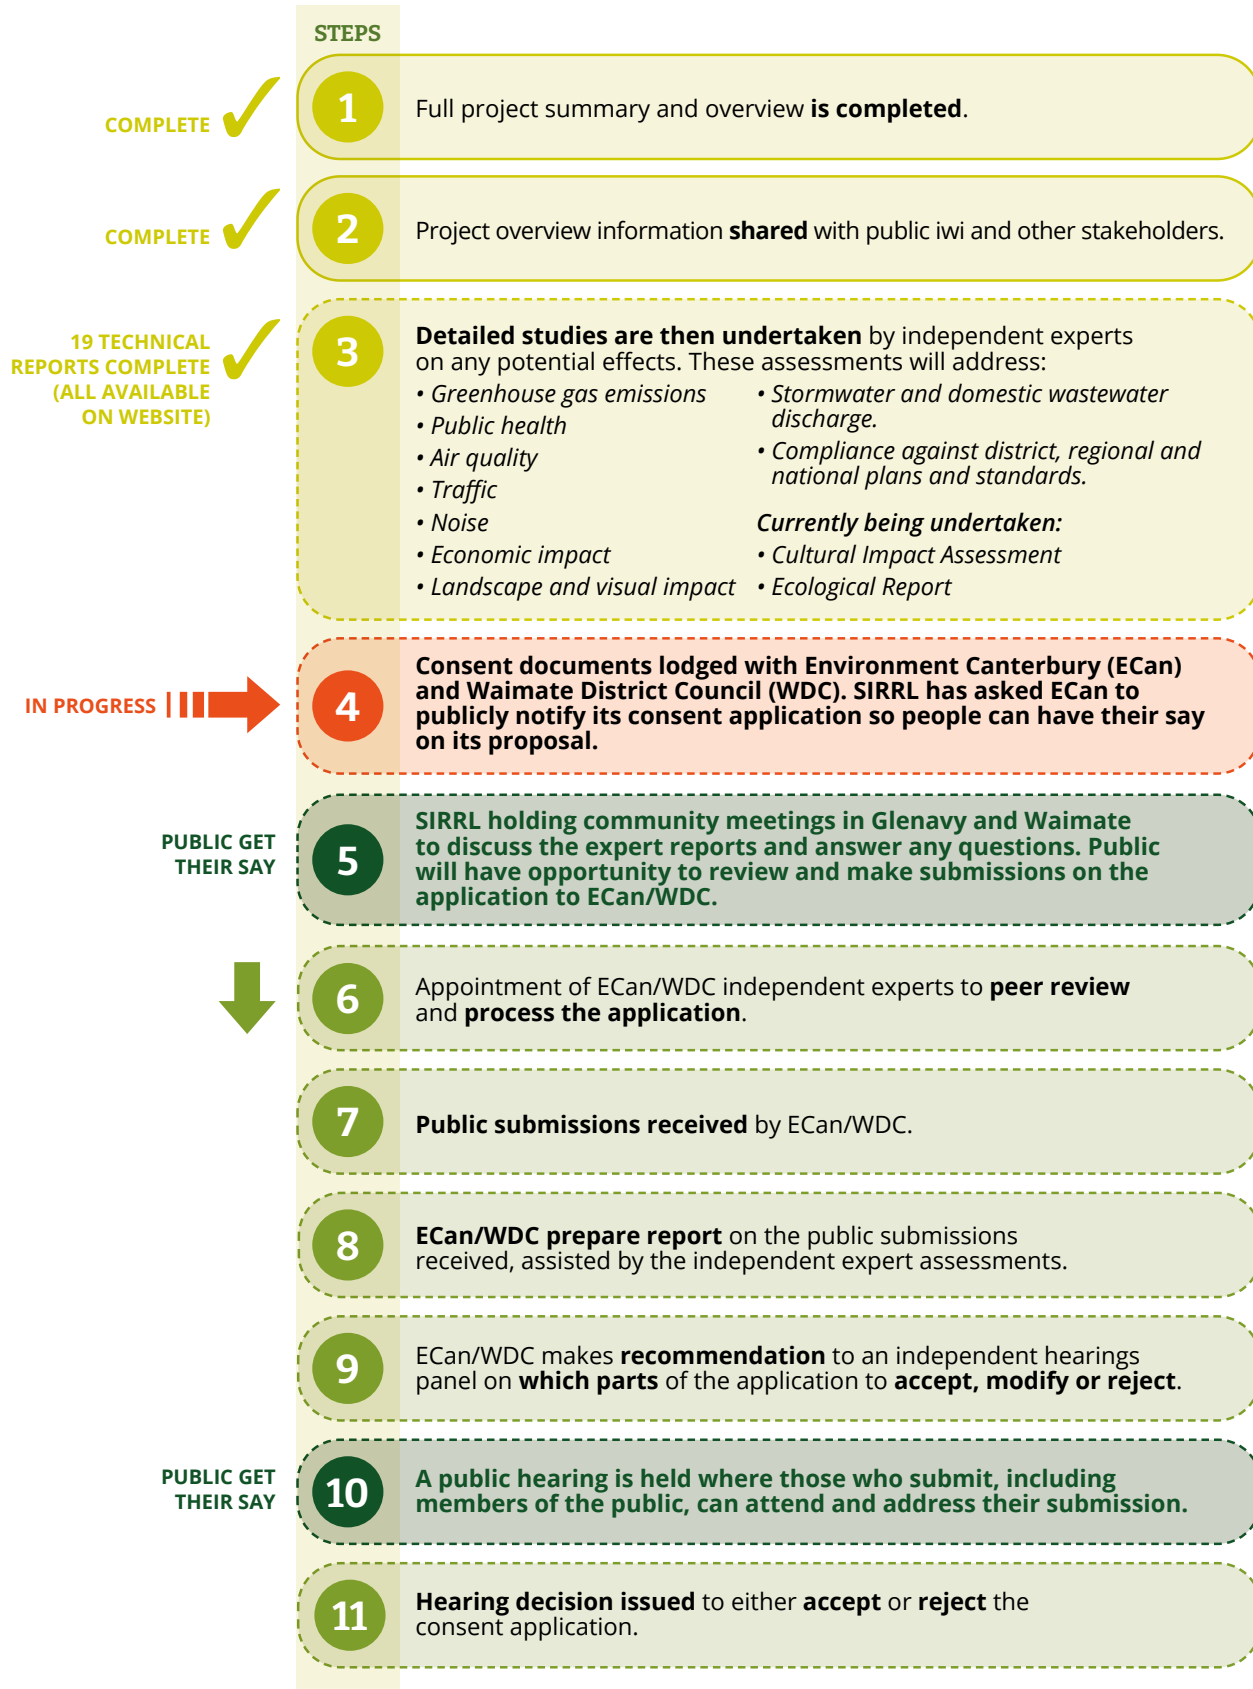 STEPS
COMPLETE
1
Full project summary and overview is completed.
COMPLETE
2
Project overview information shared with public iwi and other stakeholders.
19 TECHNICAL
REPORTS COMPLETE
(ALL AVAILABLE
ON WEBSITE)
3
Detailed studies are then undertaken by independent experts
on any potential effects. These assessments will address:
• Greenhouse gas emissions
• Public health
• Air quality
• Traffic
• Noise
• Economic impact
• Landscape and visual impact
• Stormwater and domestic wastewater
discharge.
• Compliance against district, regional and
national plans and standards.
Currently being undertaken:
• Cultural Impact Assessment
• Ecological Report
IN PROGRESS
4
Consent documents lodged with Environment Canterbury (ECan)
and Waimate District Council (WDC). SIRRL has asked ECan to
publicly notify its consent application so people can have their say
on its proposal.
PUBLIC GET
THEIR SAY
5
SIRRL holding community meetings in Glenavy and Waimate
to discuss the expert reports and answer any questions. Public
will have opportunity to review and make submissions on the
application to ECan/WDC.
6
Appointment of ECan/WDC independent experts to peer review
and process the application.
7
Public submissions received by ECan/WDC.
8
ECan/WDC prepare report on the public submissions
received, assisted by the independent expert assessments.
9
ECan/WDC makes recommendation to an independent hearings
panel on which parts of the application to accept, modify or reject.
PUBLIC GET
THEIR SAY
10
A public hearing is held where those who submit, including
members of the public, can attend and address their submission.
11
Hearing decision issued to either accept or reject the
consent application.